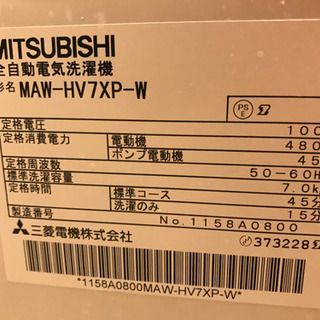 MITSUBISHI
全自動電気洗濯機
形名 MAW-HV7XP-W
PS E
定格電圧 100
定格消費電力 電動機 480
ポンプ電動機 45
定格周波数 50-60H
標準洗濯容量 7.0k
定格時間 標準コース 45分
洗濯のみ 15分
製造番号 No.1158A0800
三菱電機株式会社 373228
*1158A0800MAW-HV7XP-W*